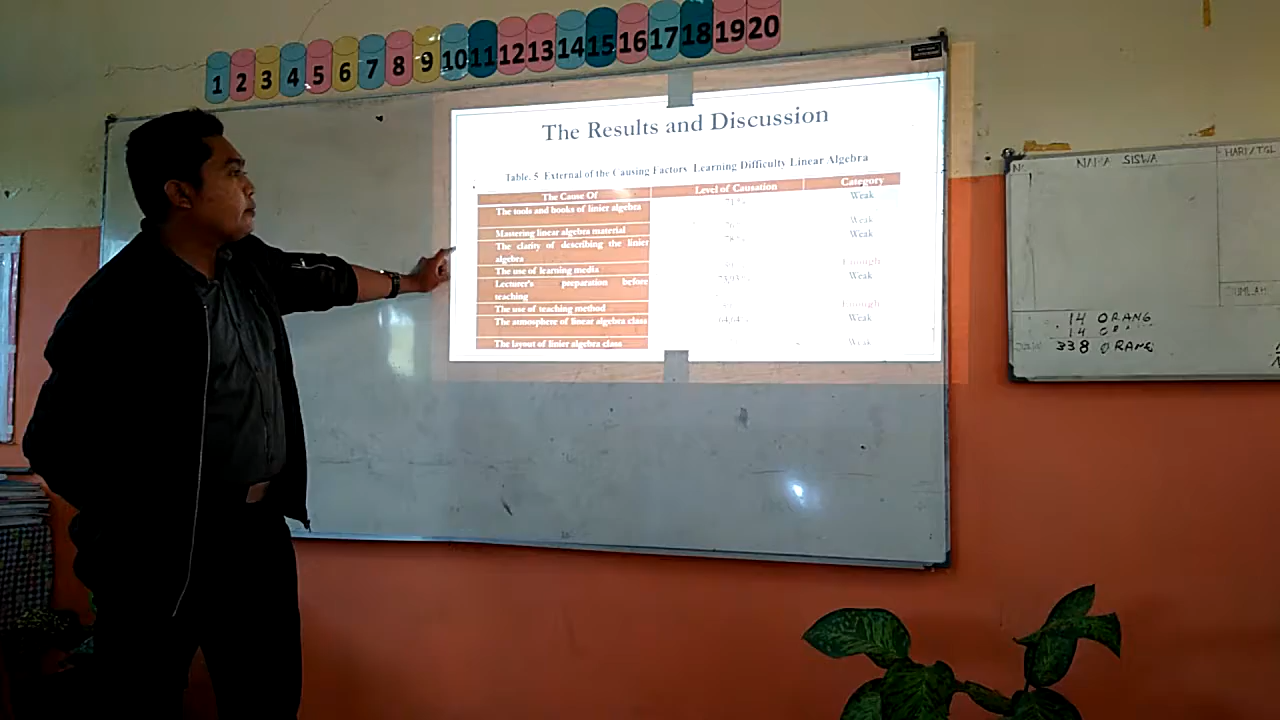 1 2 3 4 5 6 7 8 9 10 11 12 13 14 15 16 17 18 19 20
The Results and Discussion
Table. 5 External of the Causing Factors Learning Difficulty Linear Algebra
The Cause Of Level of Causation Category
The tools and books of linier algebra Weak
Mastering linear algebra material Weak
The clarity of describing the linier algebra Weak
The use of learning media Enough
Lecturer's preparation before teaching Weak
The use of teaching method Enough
The atmosphere of linear algebra class Weak
The layout of linier algebra class Weak
SISWA HARI/TGL
14 ORANG
14
338 ORANG